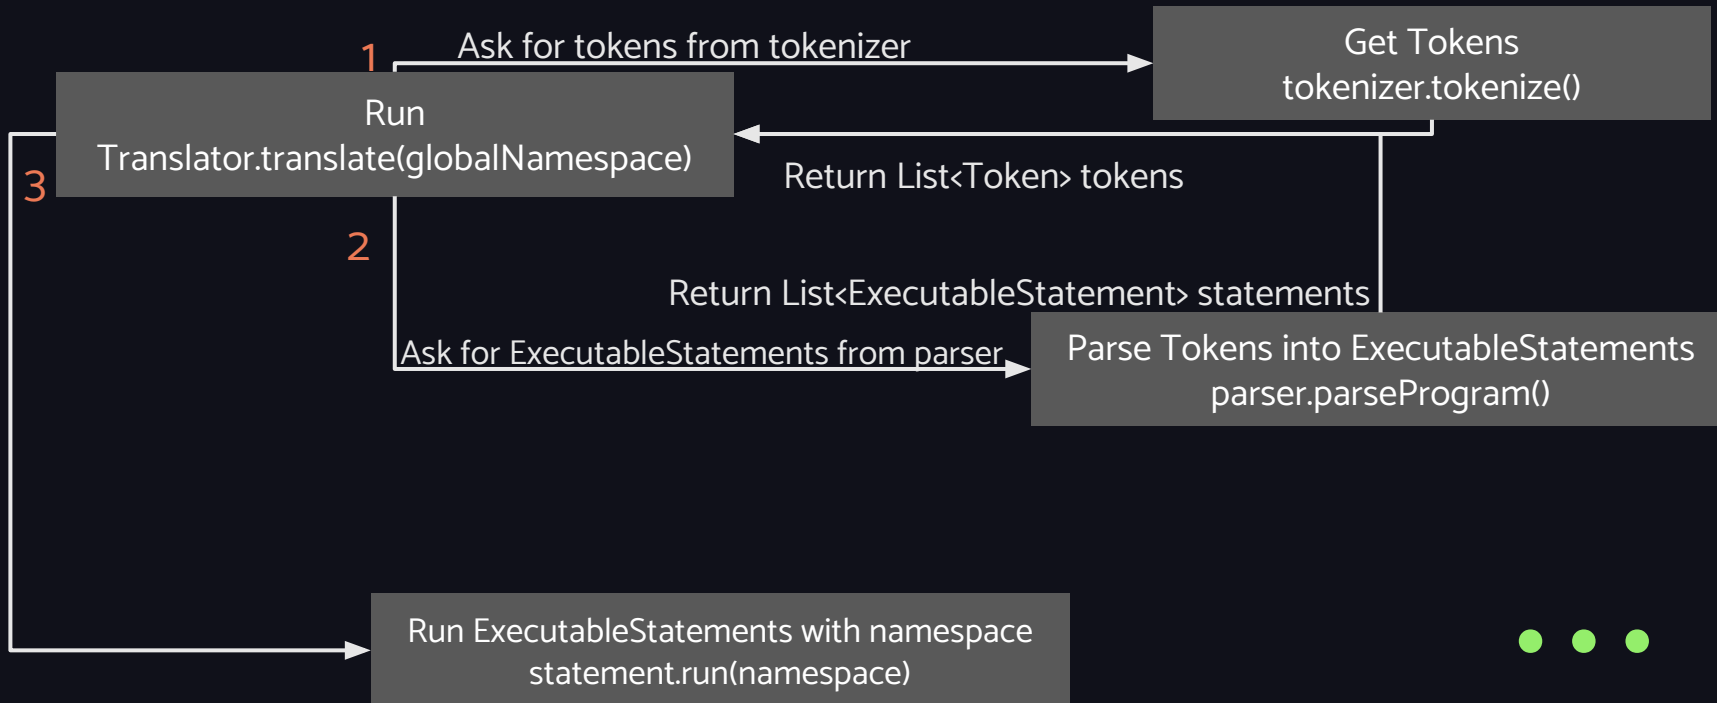 1
Ask for tokens from tokenizer
Get Tokens
tokenizer.tokenize()
Run
Translator.translate(globalNamespace)
Return List<Token> tokens
3
2
Return List<ExecutableStatement> statements
Ask for ExecutableStatements from parser
Parse Tokens into ExecutableStatements
parser.parseProgram()
Run ExecutableStatements with namespace
statement.run(namespace)